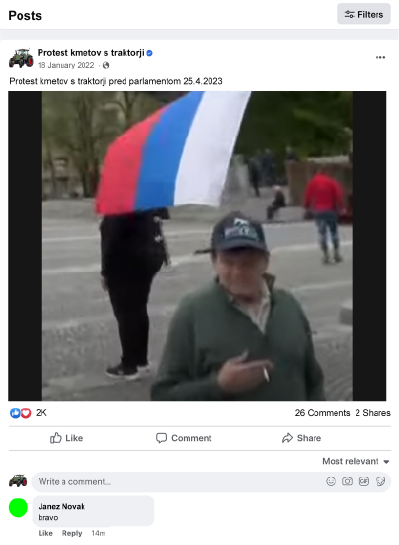 Posts
Filters
Protest kmetov s traktorji
18 January 2022 ·
Protest kmetov s traktorji pred parlamentom 25.4.2023
2K
26 Comments 2 Shares
Like
Comment
Share
Most relevant
Write a comment...
GIF
Janez Novak
bravo
Like Reply 14m